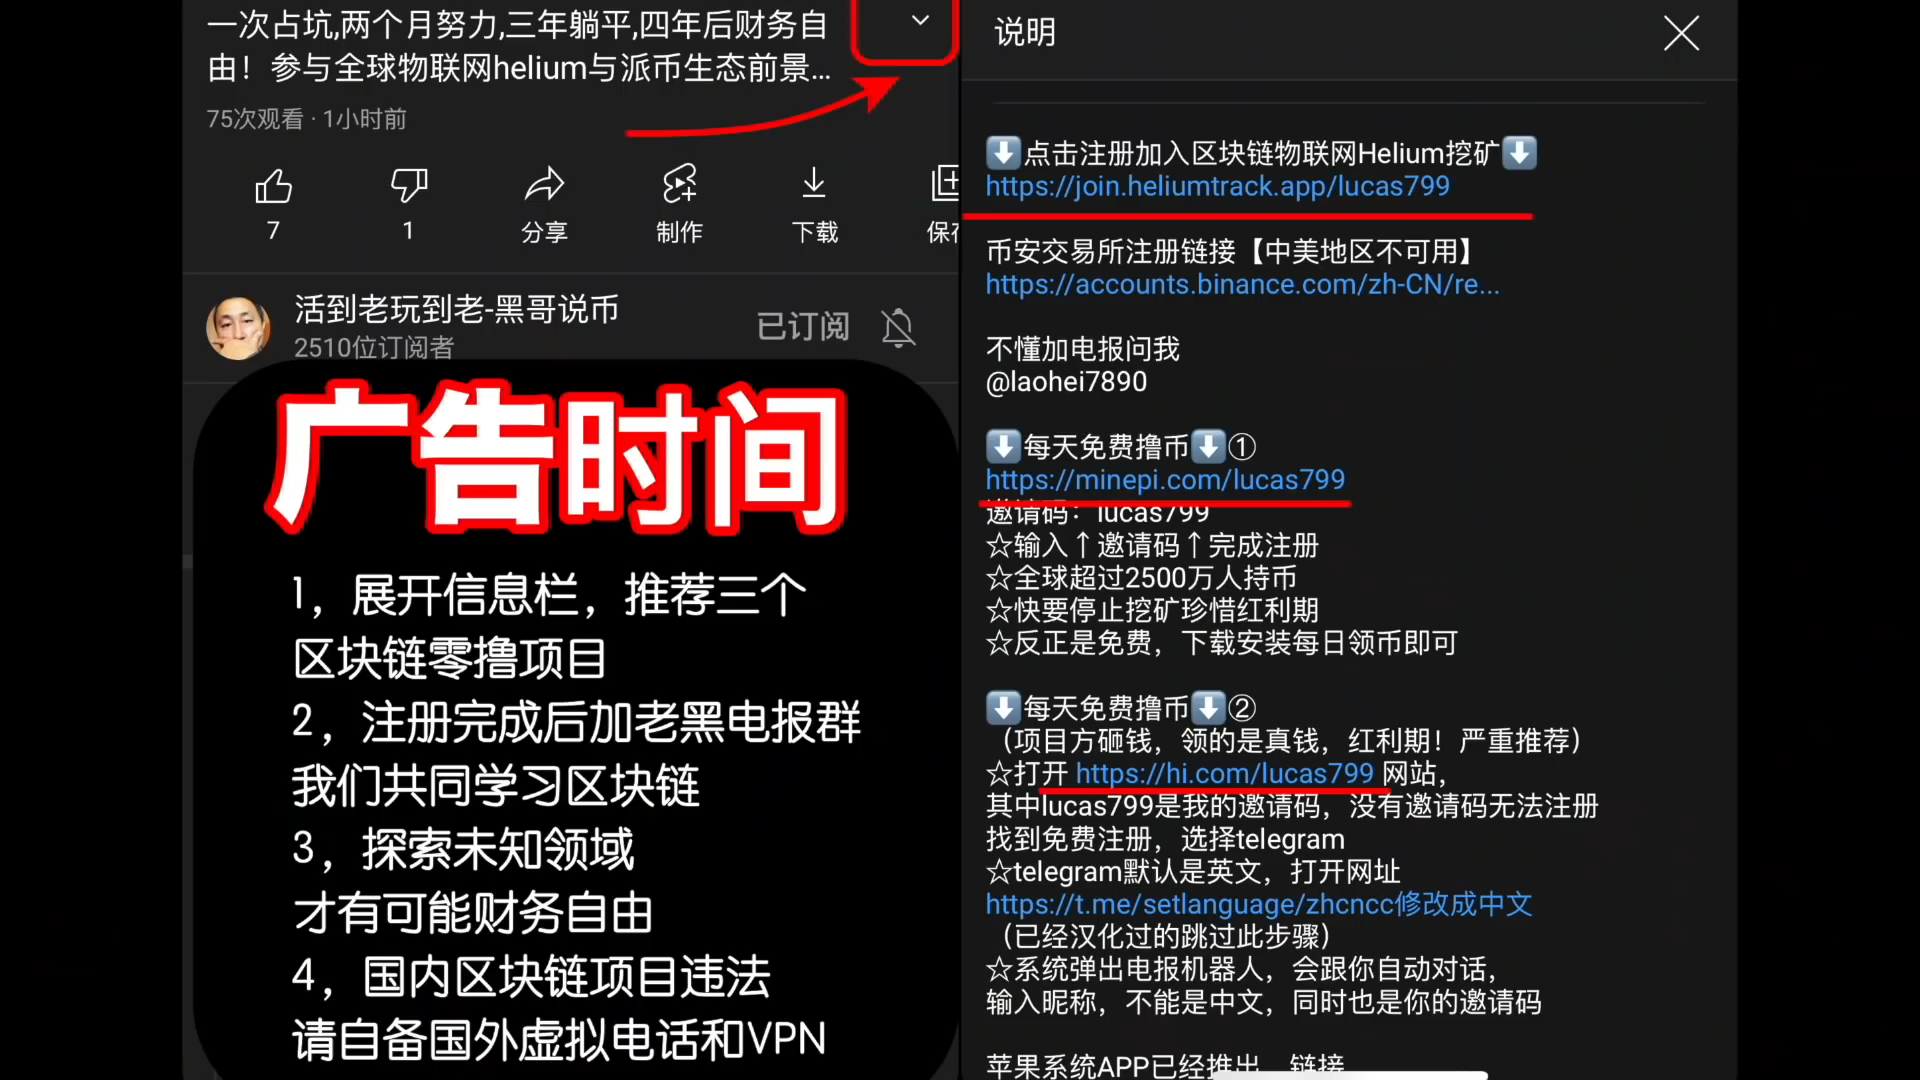 一次占坑,两个月努力,三年躺平,四年后财务自
由！参与全球物联网helium与派币生态前景...
75次观看 · 1小时前
7
1
分享
制作
下载
保存
活到老玩到老-黑哥说币
2510位订阅者
已订阅
广告时间
1，展开信息栏，推荐三个
区块链零撸项目
2，注册完成后加老黑电报群
我们共同学习区块链
3，探索未知领域
才有可能财务自由
4，国内区块链项目违法
请自备国外虚拟电话和VPN
说明
点击注册加入区块链物联网Helium挖矿
https://join.heliumtrack.app/lucas799
币安交易所注册链接【中美地区不可用】
https://accounts.binance.com/zh-CN/re...
不懂加电报问我
@laohei7890
每天免费撸币①
https://minepi.com/lucas799
邀请码：lucas799
☆输入↑邀请码↑完成注册
☆全球超过2500万人持币
☆快要停止挖矿珍惜红利期
☆反正是免费，下载安装每日领币即可
每天免费撸币②
（项目方砸钱，领的是真钱，红利期！严重推荐）
☆打开 https://hi.com/lucas799 网站，
其中lucas799是我的邀请码，没有邀请码无法注册
找到免费注册，选择telegram
☆telegram默认是英文，打开网址
https://t.me/setlanguage/zhcncc修改成中文
（已经汉化过的跳过此步骤）
☆系统弹出电报机器人，会跟你自动对话，
输入昵称，不能是中文，同时也是你的邀请码
苹果系统APP已经推出 链接